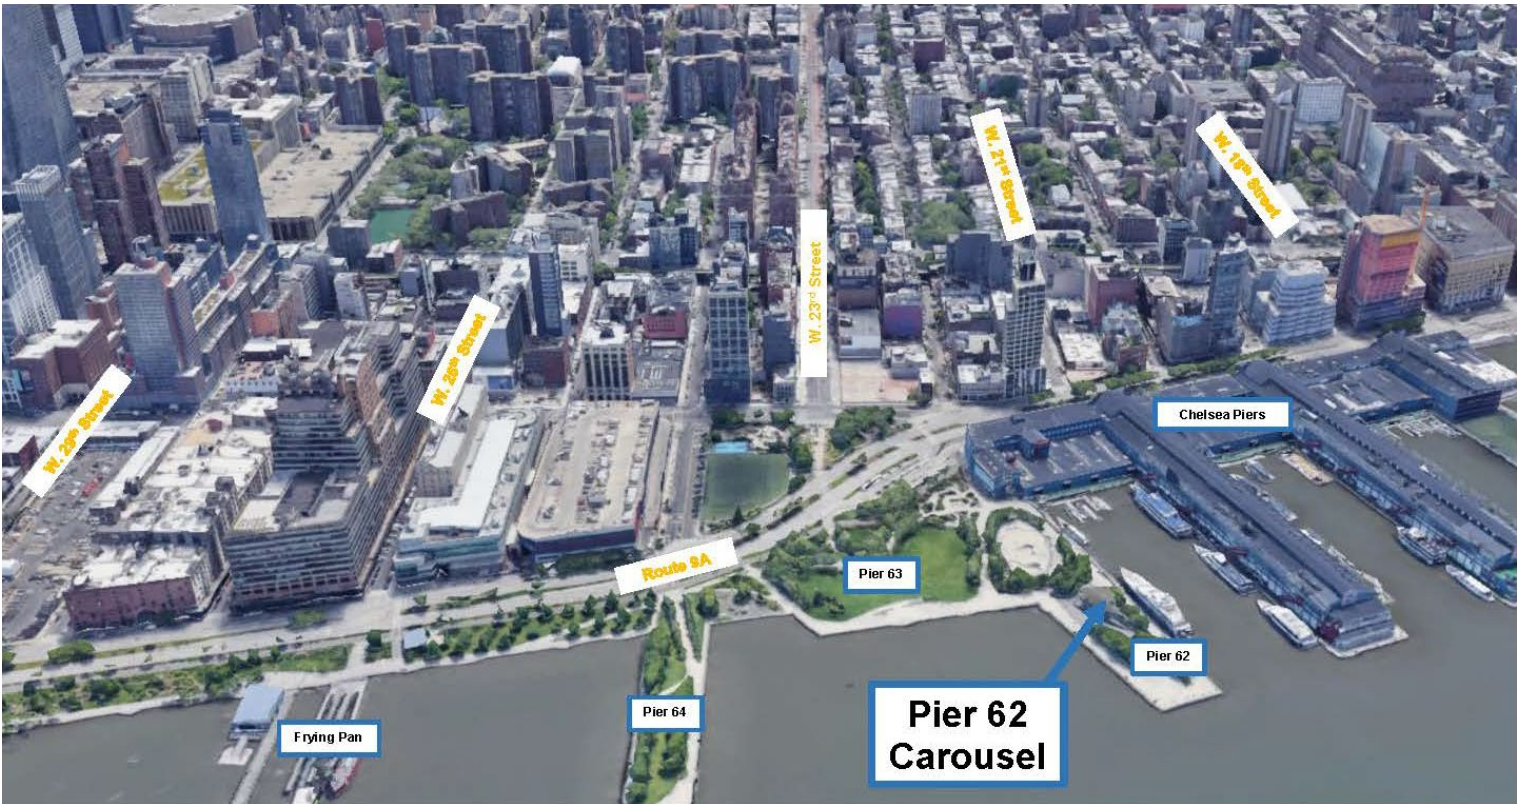 W. 29th Street
W. 26th Street
W. 23rd Street
W. 21st Street
W. 18th Street
Chelsea Piers
Route 9A
Pier 63
Pier 62
Pier 64
Frying Pan
Pier 62
Carousel